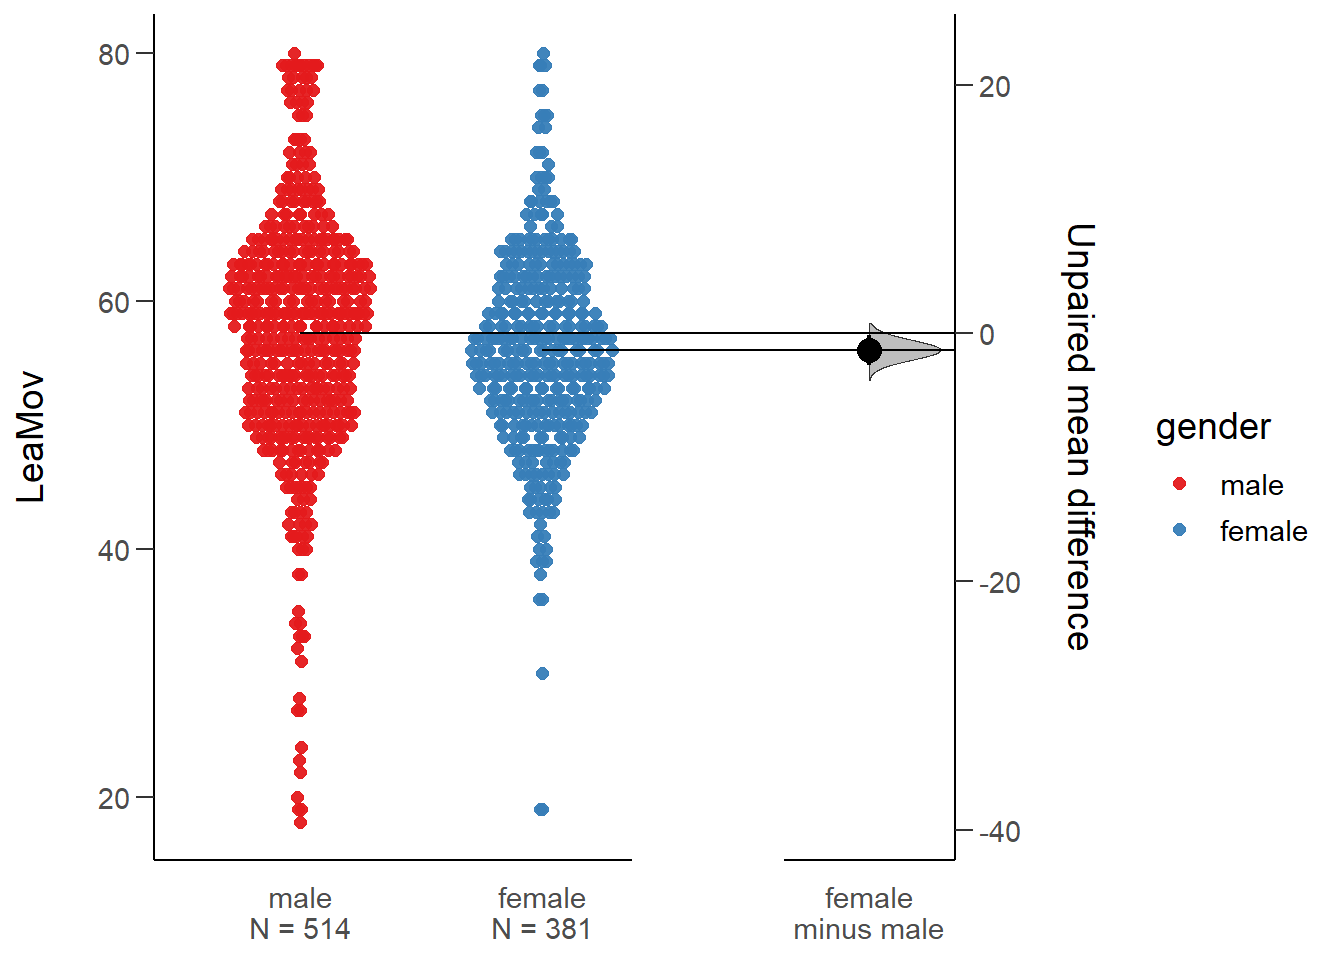 LeaMov
80
60
40
20
male
N = 514
female
N = 381
female
minus male
20
0
-20
-40
Unpaired mean difference
gender
male
female